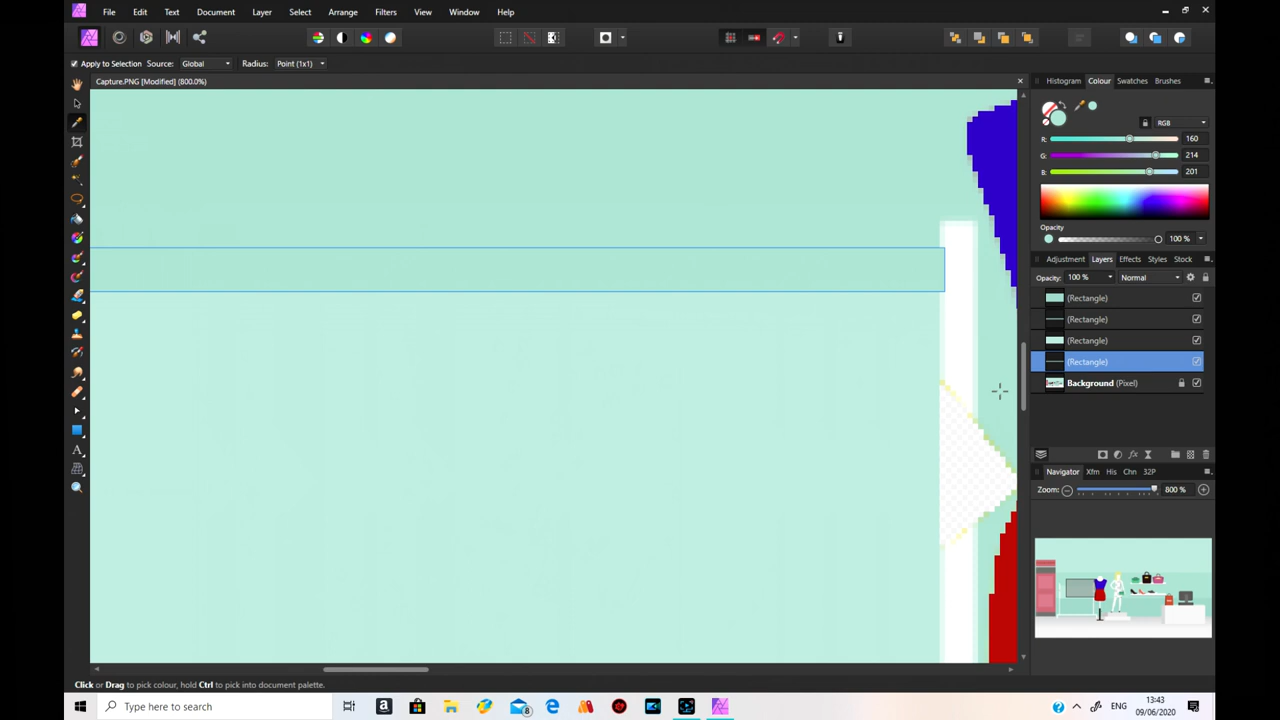 File Edit Text Document Layer Select Arrange Filters View Window Help
Apply to Selection Source: Global Radius: Point (1x1)
Capture.PNG [Modified] (800.0%)
Histogram Colour Swatches Brushes
RGB
R: 160
G: 214
B: 201
Opacity
100 %
Adjustment Layers Effects Styles Stock
Opacity: 100 % Normal
(Rectangle)
(Rectangle)
(Rectangle)
(Rectangle)
Background (Pixel)
Navigator Xfm His Chn 32P
Zoom: 800 %
Click or Drag to pick colour, hold Ctrl to pick into document palette.
Type here to search
8
ENG
13:43
09/06/2020